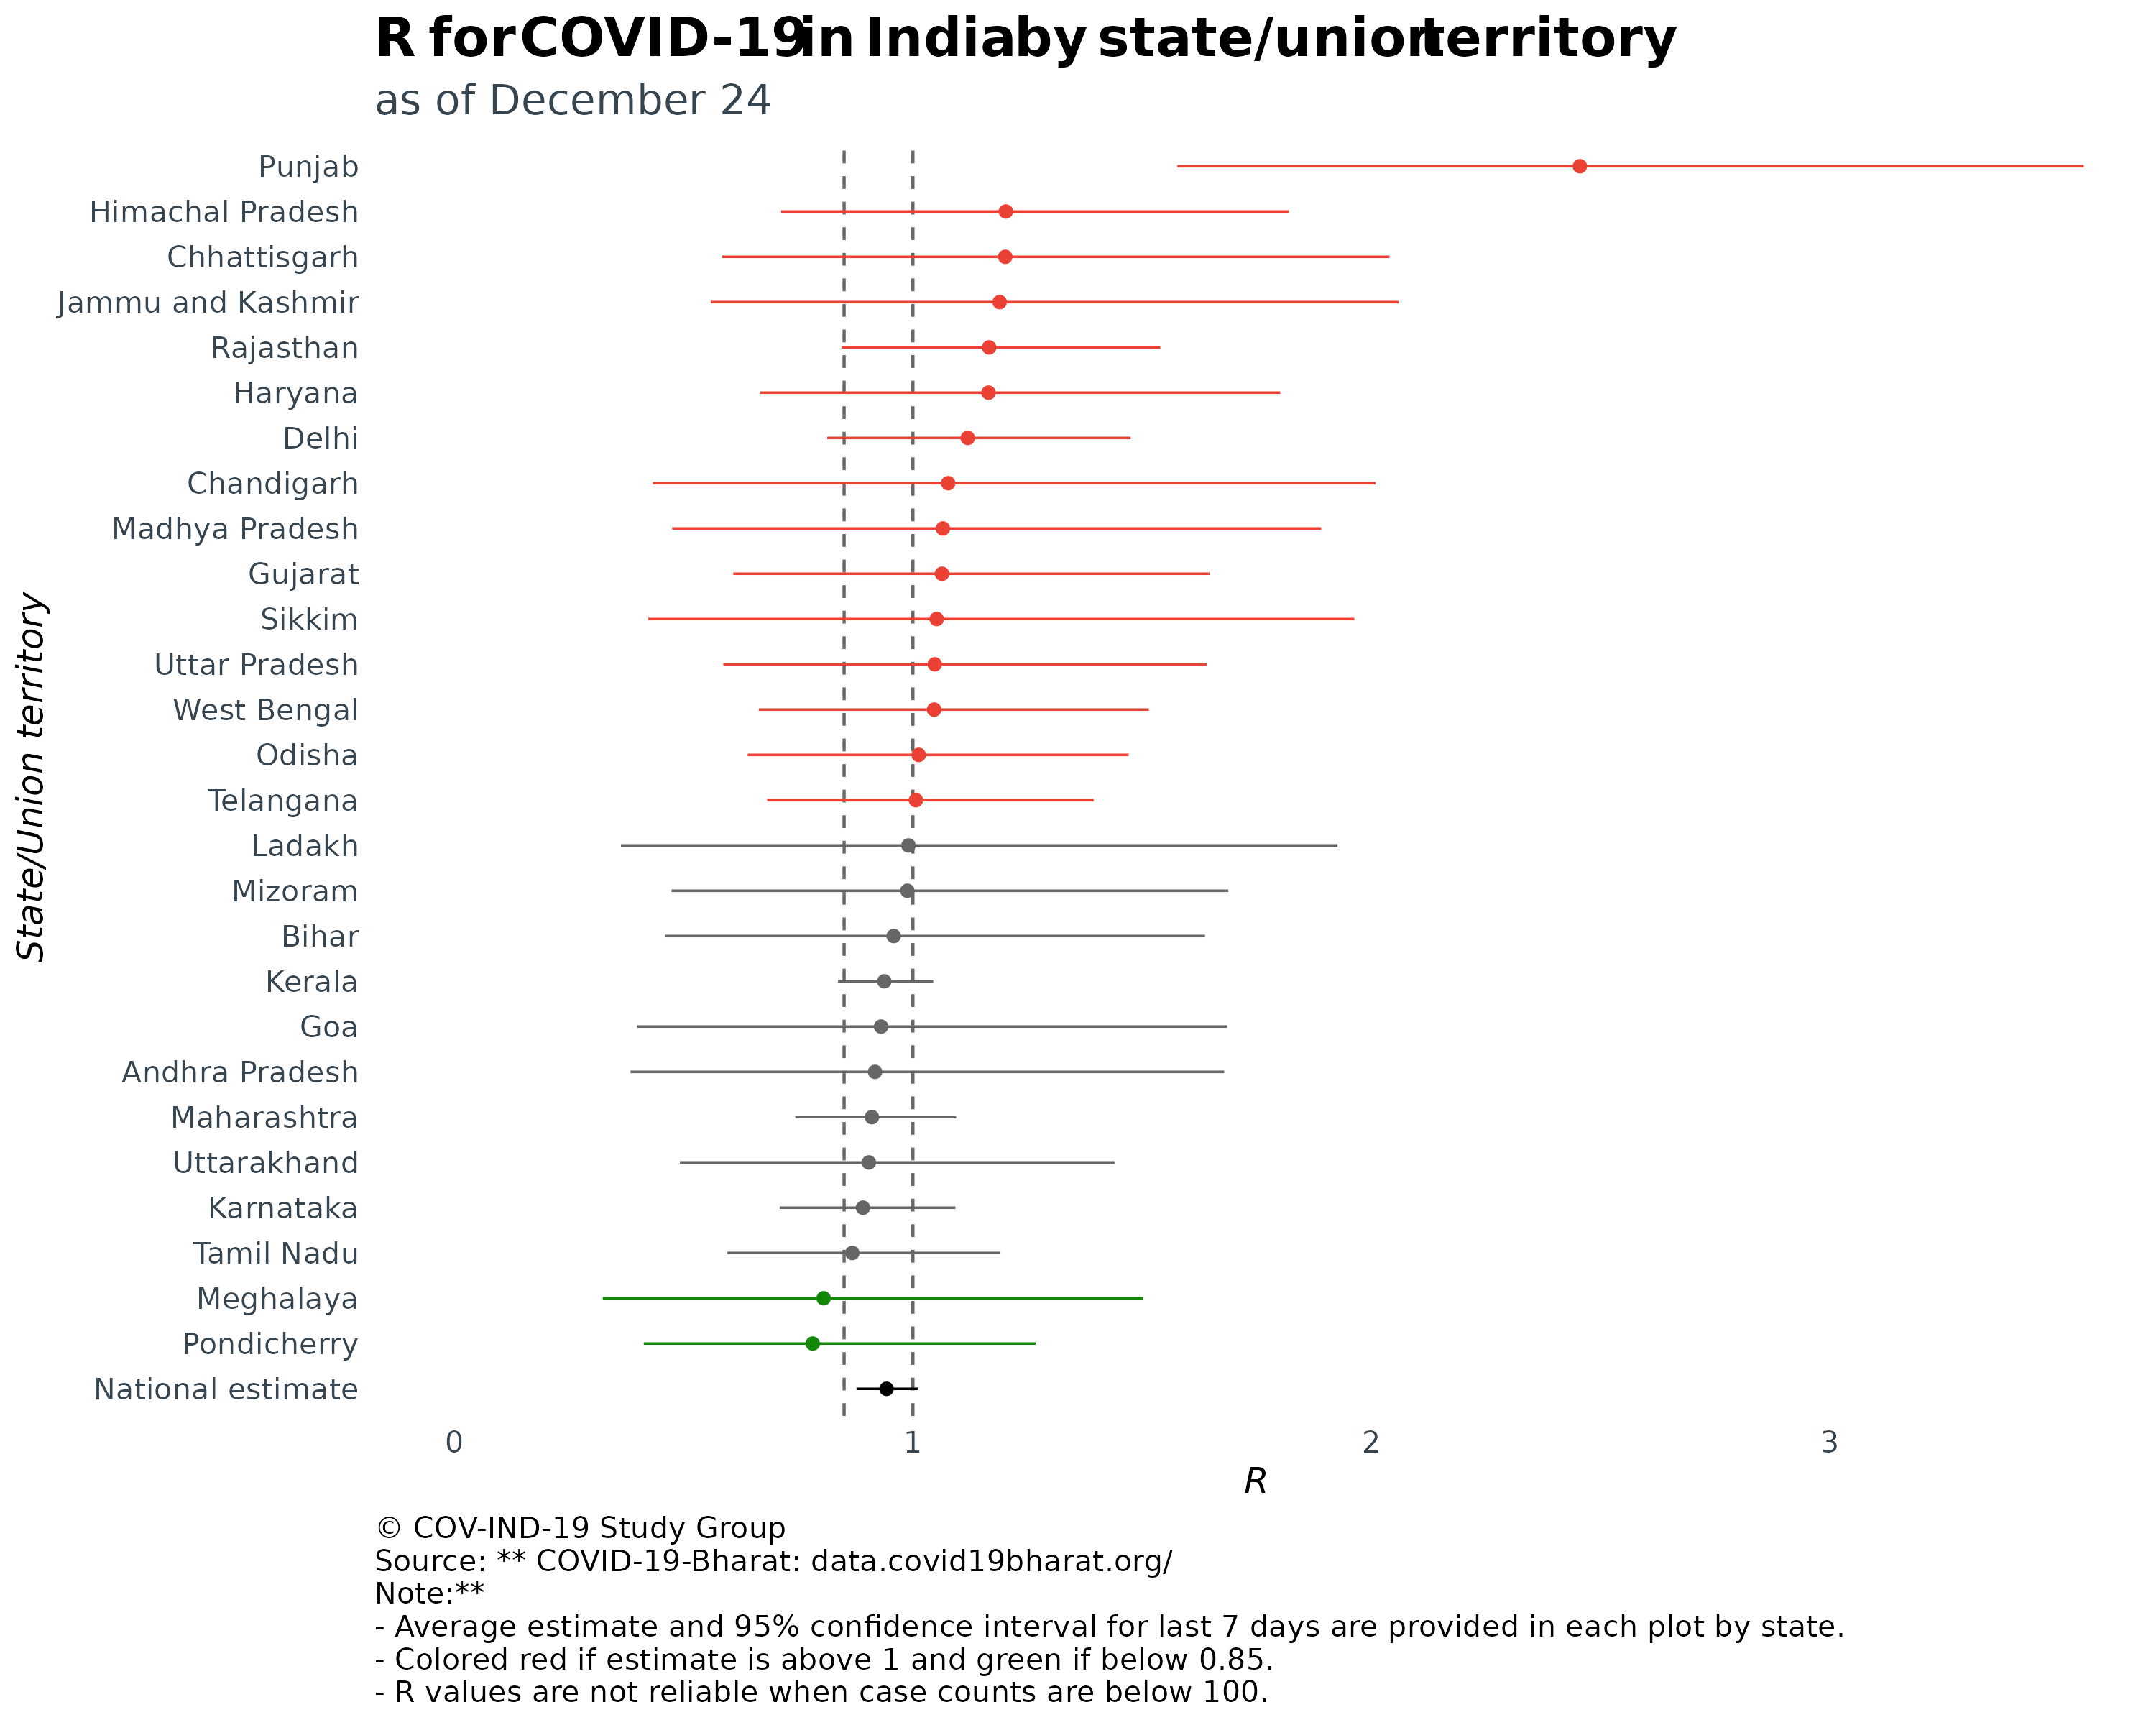 R for COVID-19 in India by state/union territory
as of December 24
Punjab
Himachal Pradesh
Chhattisgarh
Jammu and Kashmir
Rajasthan
Haryana
Delhi
Chandigarh
Madhya Pradesh
Gujarat
Sikkim
Uttar Pradesh
West Bengal
Odisha
Telangana
Ladakh
Mizoram
Bihar
Kerala
Goa
Andhra Pradesh
Maharashtra
Uttarakhand
Karnataka
Tamil Nadu
Meghalaya
Pondicherry
National estimate
State/Union territory
0 1 2 3
R
© COV-IND-19 Study Group
Source: ** COVID-19-Bharat: data.covid19bharat.org/
Note:**
- Average estimate and 95% confidence interval for last 7 days are provided in each plot by state.
- Colored red if estimate is above 1 and green if below 0.85.
- R values are not reliable when case counts are below 100.